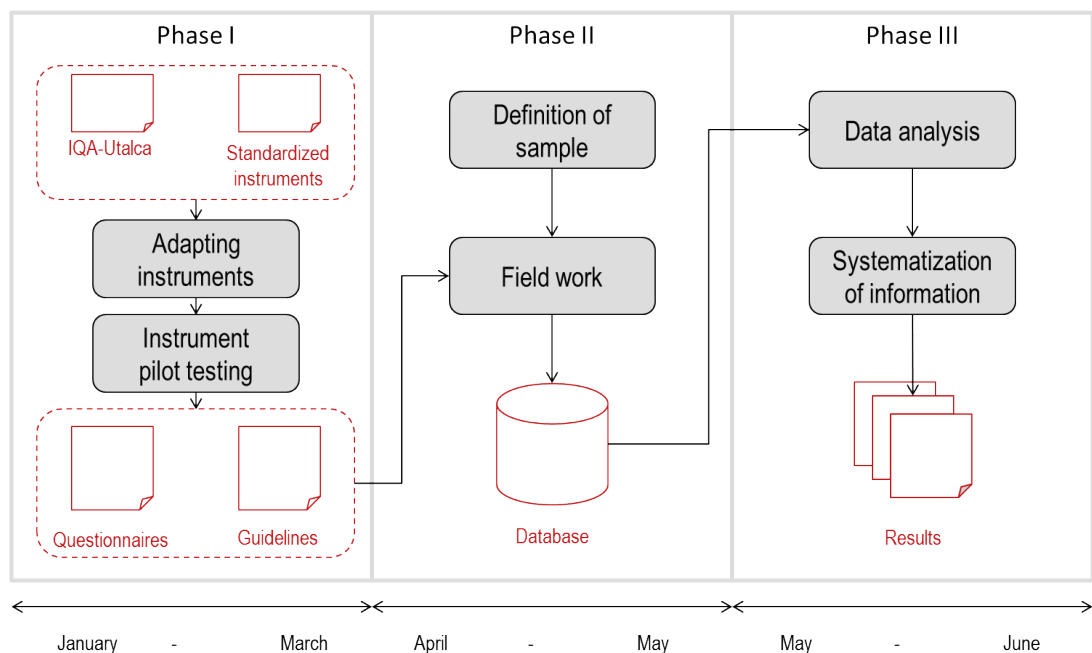 Phase I
IQA-Utalca
Standardized
instruments
Adapting
instruments
Instrument
pilot testing
Questionnaires
Guidelines
Phase II
Definition of
sample
Field work
Database
Phase III
Data analysis
Systematization
of information
Results
January - March
April - May
May - June